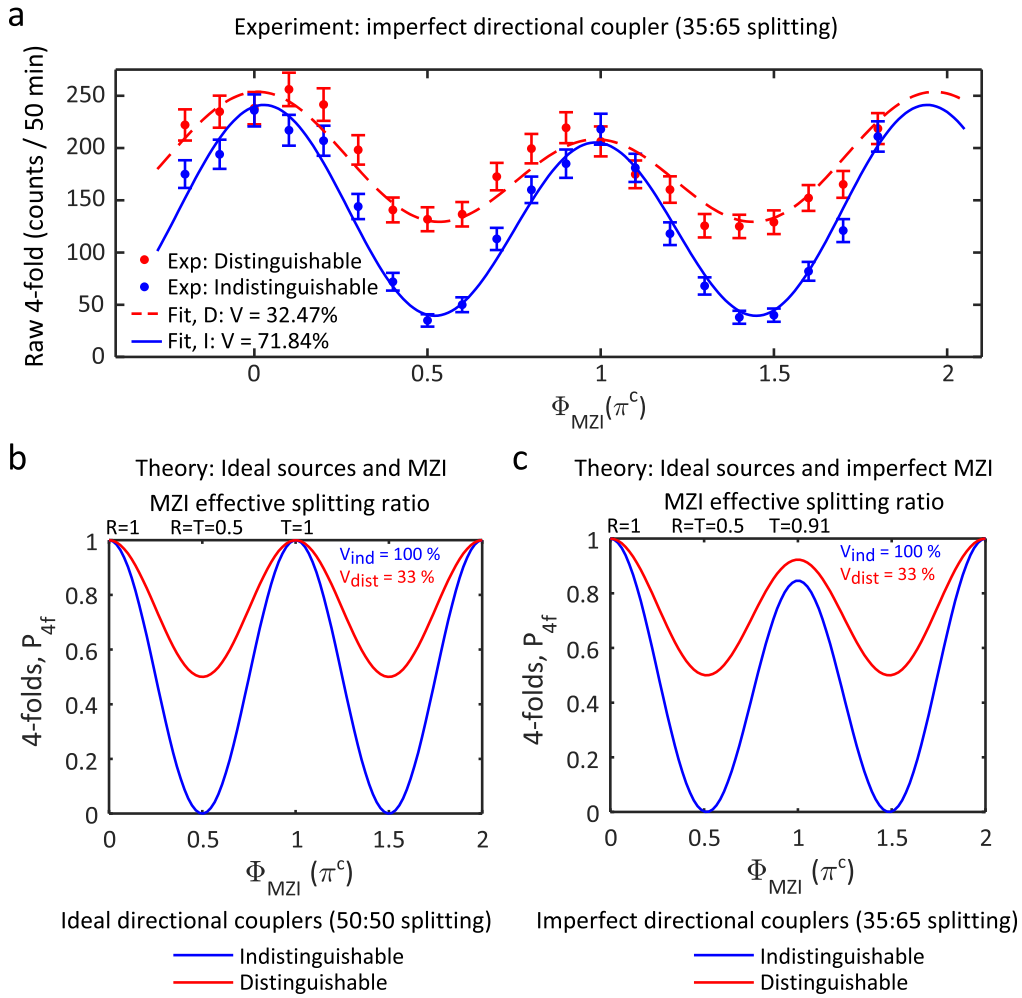 a
Experiment: imperfect directional coupler (35:65 splitting)
Raw 4-fold (counts / 50 min)
250
200
150
100
50
0
Exp: Distinguishable
Exp: Indistinguishable
Fit, D: V = 32.47%
Fit, I: V = 71.84%
0 0.5 1 1.5 2
Φ_MZI(π^c)
b
Theory: Ideal sources and MZI
MZI effective splitting ratio
R=1 R=T=0.5 T=1
V_ind = 100 %
V_dist = 33 %
4-folds, P_4f
1
0.8
0.6
0.4
0.2
0
0 0.5 1 1.5 2
Φ_MZI (π^c)
Ideal directional couplers (50:50 splitting)
Indistinguishable
Distinguishable
c
Theory: Ideal sources and imperfect MZI
MZI effective splitting ratio
R=1 R=T=0.5 T=0.91
V_ind = 100 %
V_dist = 33 %
4-folds, P_4f
1
0.8
0.6
0.4
0.2
0
0 0.5 1 1.5 2
Φ_MZI (π^c)
Imperfect directional couplers (35:65 splitting)
Indistinguishable
Distinguishable